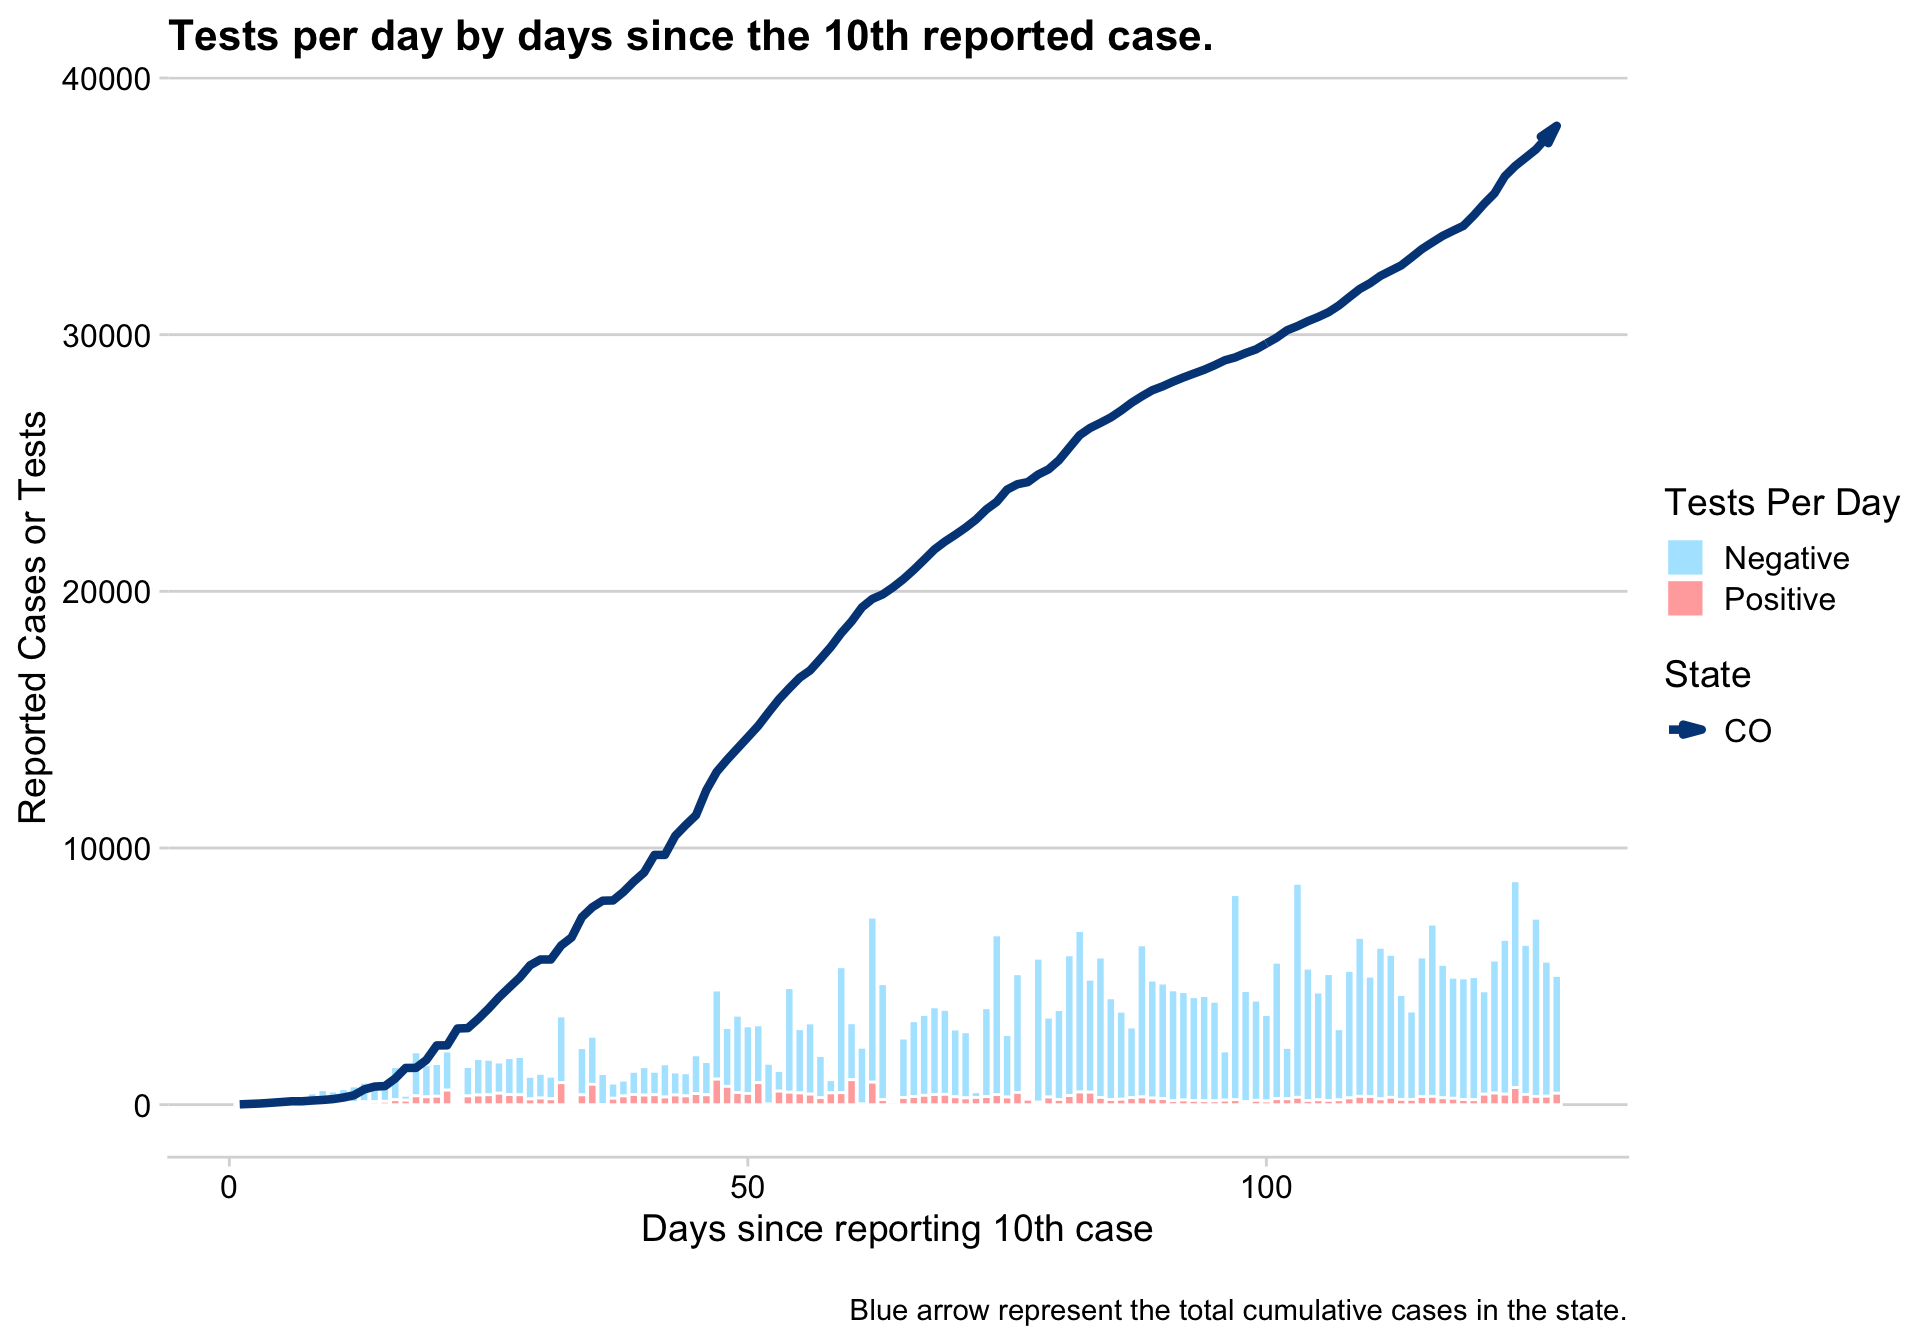 Tests per day by days since the 10th reported case.
40000
30000
20000
10000
0
Reported Cases or Tests
0 50 100
Days since reporting 10th case
Tests Per Day
Negative
Positive
State
CO
Blue arrow represent the total cumulative cases in the state.